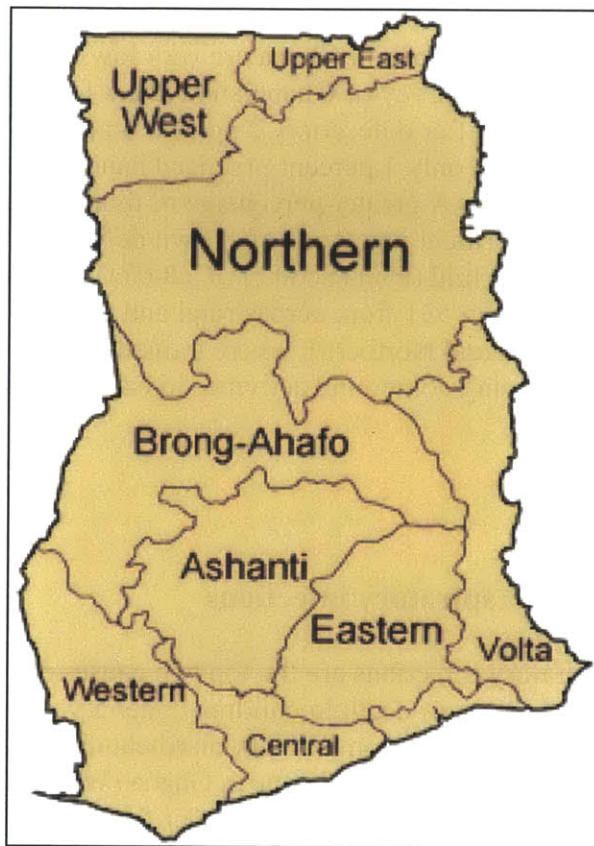 Upper East
Upper
West
Northern
Brong-Ahafo
Ashanti
Eastern
Volta
Western
Central